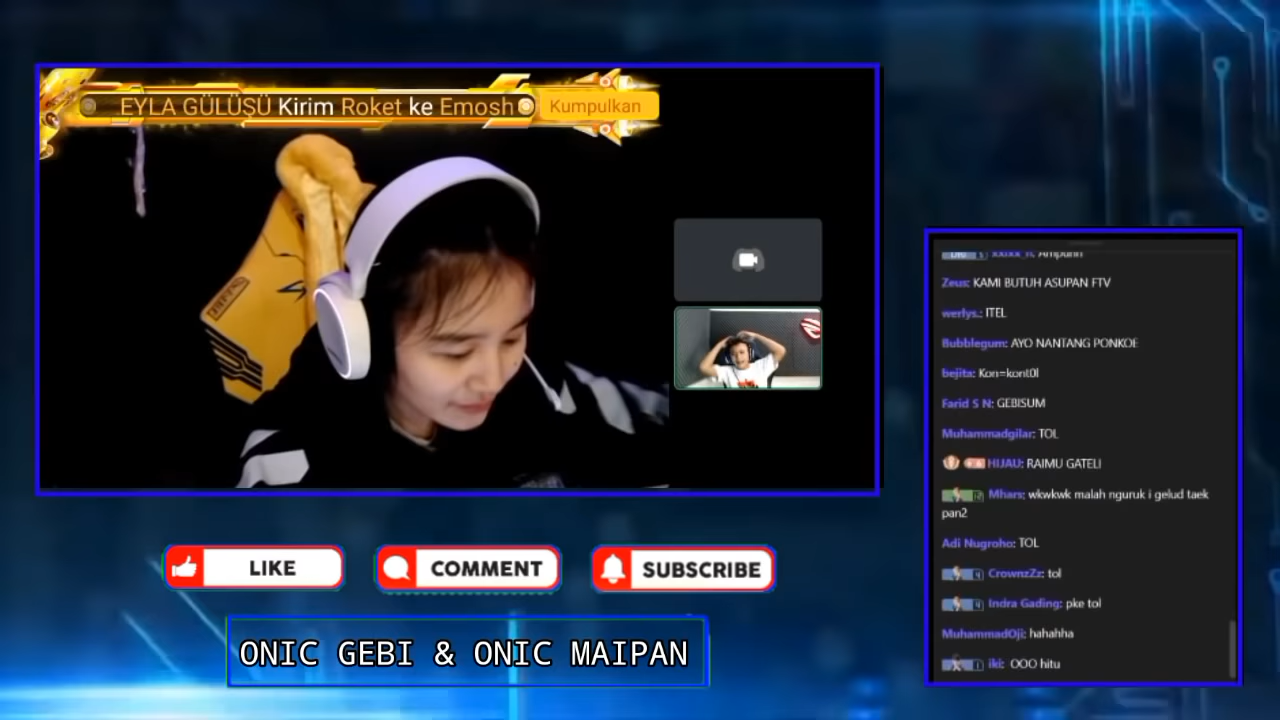 EYLA GÜLÜŞÜ Kirim Roket ke Emosh
Kumpulkan
xxixx_n: Ampunn
Zeus: KAMI BUTUH ASUPAN FTV
werlys.: ITEL
Bubblegum: AYO NANTANG PONKOE
bejita: Kon=kont0l
Farid S N: GEBISUM
Muhammadgilar: TOL
HIJAU: RAIMU GATELI
Mhars: wkwkwk malah nguruk i gelud taek
pan2
Adi Nugroho: TOL
CrownzZz: tol
Indra Gading: pke tol
MuhammadOji: hahahha
iki: OOO hitu
LIKE
COMMENT
SUBSCRIBE
ONIC GEBI & ONIC MAIPAN